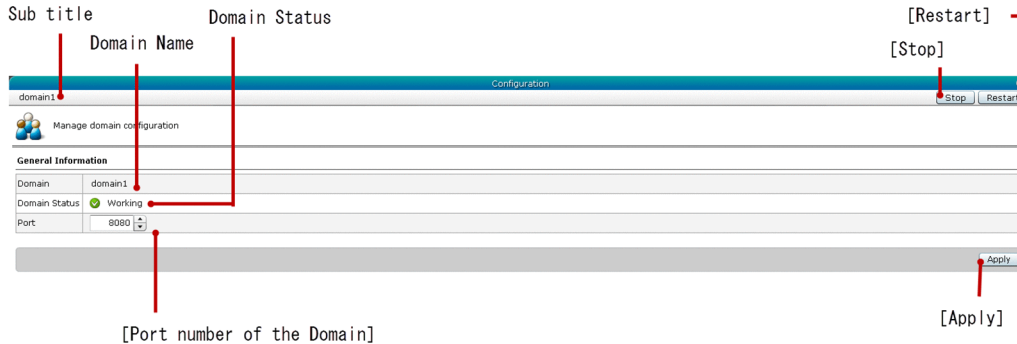 Sub title
Domain Status
[Restart]
Domain Name
[Stop]
Configuration
domain1
Stop
Restart
Manage domain configuration
General Information
Domain domain1
Domain Status Working
Port 8080
Apply
[Apply]
[Port number of the Domain]